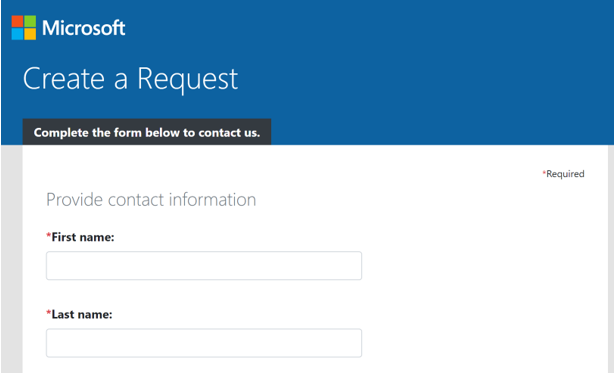 Microsoft
Create a Request
Complete the form below to contact us.
*Required
Provide contact information
*First name:
*Last name: